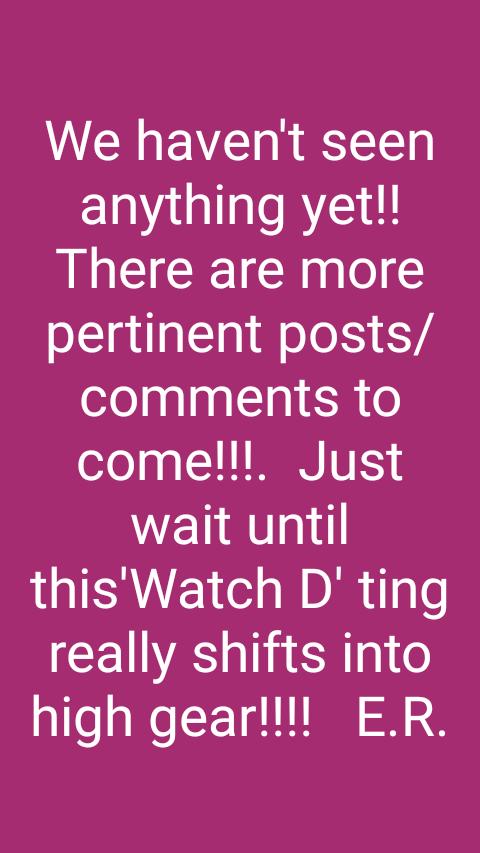 We haven't seen
anything yet!!
There are more
pertinent posts/
comments to
come!!!.  Just
wait until
this'Watch D' ting
really shifts into
high gear!!!!   E.R.